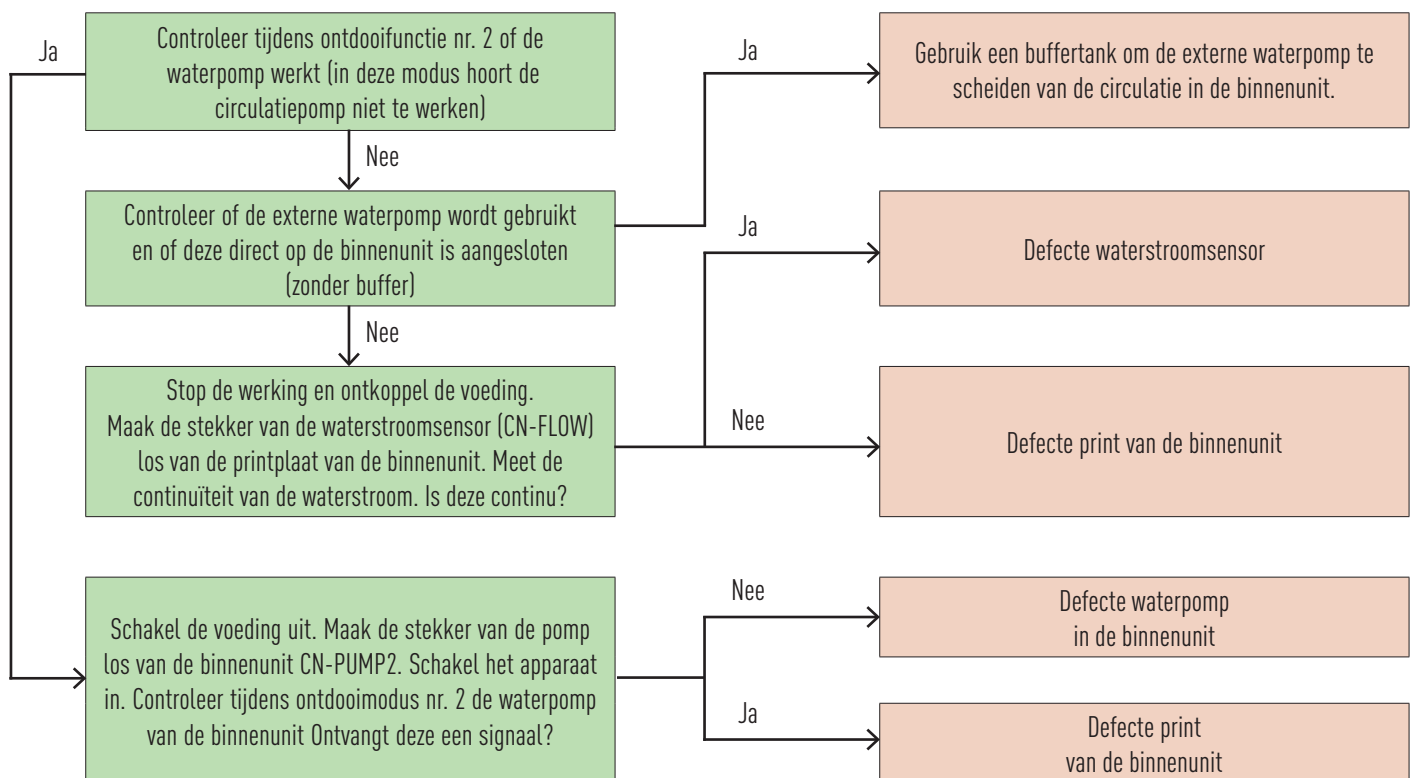 Ja
Controleer tijdens ontdooifunctie nr. 2 of de
waterpomp werkt (in deze modus hoort de
circulatiepomp niet te werken)
Ja
Gebruik een buffertank om de externe waterpomp te
scheiden van de circulatie in de binnenunit.
Nee
Controleer of de externe waterpomp wordt gebruikt
en of deze direct op de binnenunit is aangesloten
(zonder buffer)
Ja
Defecte waterstroomsensor
Nee
Stop de werking en ontkoppel de voeding.
Maak de stekker van de waterstroomsensor (CN-FLOW)
los van de printplaat van de binnenunit. Meet de
continuïteit van de waterstroom. Is deze continu?
Nee
Defecte print van de binnenunit
Schakel de voeding uit. Maak de stekker van de pomp
los van de binnenunit CN-PUMP2. Schakel het apparaat
in. Controleer tijdens ontdooimodus nr. 2 de waterpomp
van de binnenunit Ontvangt deze een signaal?
Nee
Defecte waterpomp
in de binnenunit
Ja
Defecte print
van de binnenunit